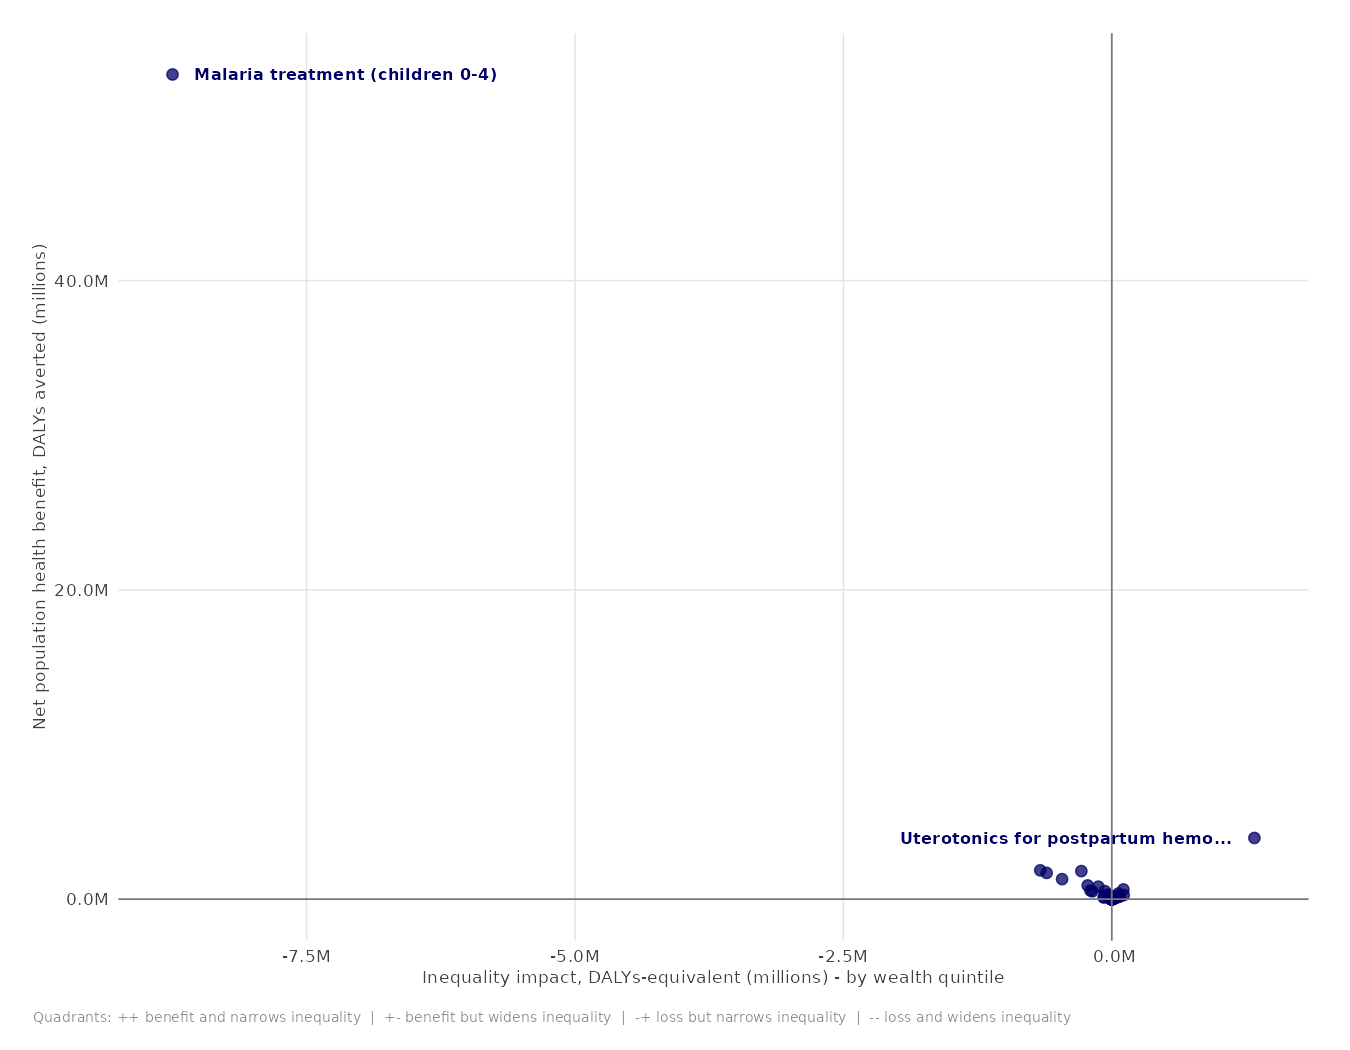 Malaria treatment (children 0-4)
Net population health benefit, DALYs averted (millions)
40.0M
20.0M
Uterotonics for postpartum hemo...
0.0M
-7.5M
-5.0M
-2.5M
0.0M
Inequality impact, DALYs-equivalent (millions) - by wealth quintile
Quadrants: ++ benefit and narrows inequality | +- benefit but widens inequality | -+ loss but narrows inequality | -- loss and widens inequality